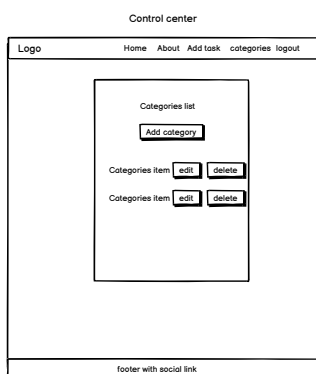 Control center
Logo Home About Add task categories logout
Categories list
Add category
Categories item edit delete
Categories item edit delete
footer with social link